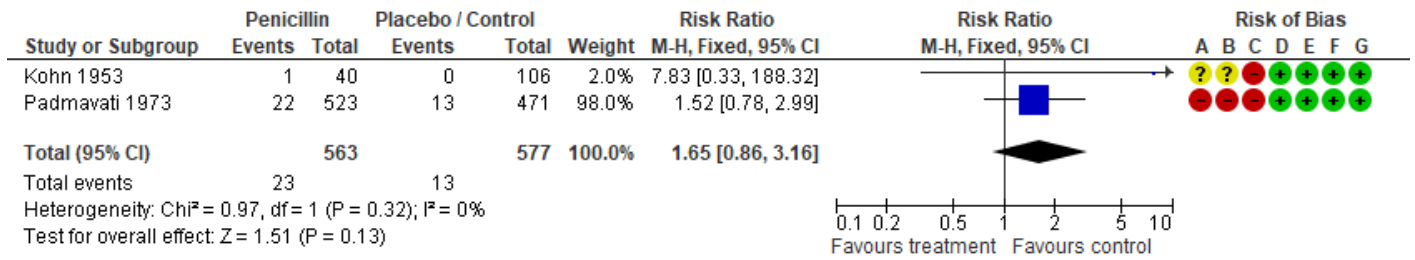 Penicillin Placebo / Control Risk Ratio Risk Ratio Risk of Bias
Study or Subgroup Events Total Events Total Weight M-H, Fixed, 95% CI M-H, Fixed, 95% CI A B C D E F G
Kohn 1953 1 40 0 106 2.0% 7.83 [0.33, 188.32] ? ? - + + + +
Padmavati 1973 22 523 13 471 98.0% 1.52 [0.78, 2.99] - - - + + + +
Total (95% CI) 563 577 100.0% 1.65 [0.86, 3.16]
Total events 23 13
Heterogeneity: Chi² = 0.97, df = 1 (P = 0.32); I² = 0%
Test for overall effect: Z = 1.51 (P = 0.13)
0.1 0.2 0.5 1 2 5 10
Favours treatment Favours control